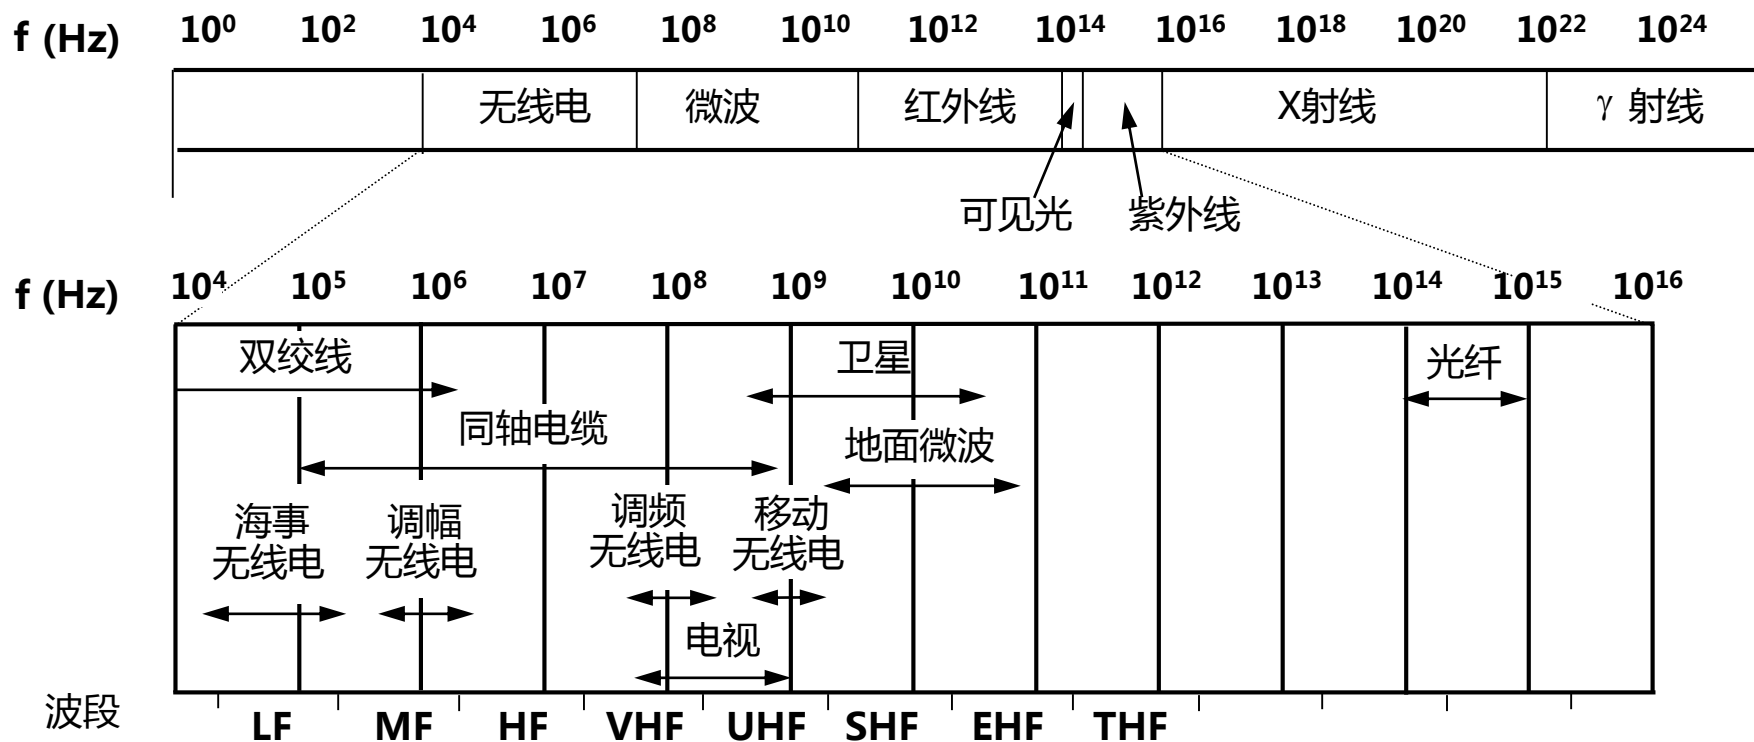 f (Hz) 10⁰ 10² 10⁴ 10⁶ 10⁸ 10¹⁰ 10¹² 10¹⁴ 10¹⁶ 10¹⁸ 10²⁰ 10²² 10²⁴
无线电 微波 红外线 X射线 γ 射线
可见光 紫外线
f (Hz) 10⁴ 10⁵ 10⁶ 10⁷ 10⁸ 10⁹ 10¹⁰ 10¹¹ 10¹² 10¹³ 10¹⁴ 10¹⁵ 10¹⁶
双绞线 卫星 光纤
同轴电缆 地面微波
海事 调幅 调频 移动
无线电 无线电 无线电 无线电
电视
波段 LF MF HF VHF UHF SHF EHF THF